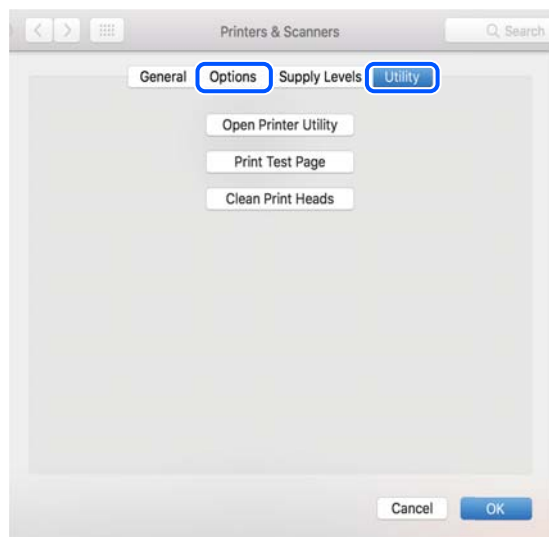 Printers & Scanners Search
General Options Supply Levels Utility
Open Printer Utility
Print Test Page
Clean Print Heads
Cancel OK